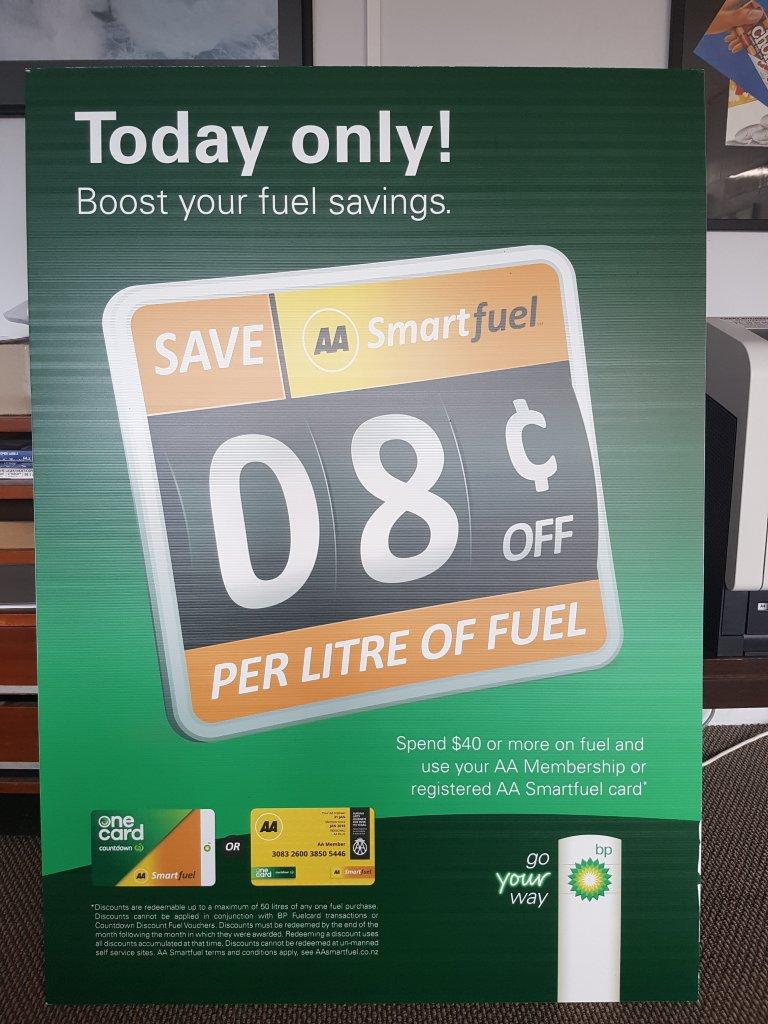 Today only!
Boost your fuel savings.
SAVE
AA Smartfuel
08¢
OFF
PER LITRE OF FUEL
Spend $40 or more on fuel and
use your AA Membership or
registered AA Smartfuel card*
one
card
countdown
AA Smartfuel
OR
AA
AA Member
3083 2600 3850 5446
one
card
countdown
AA Smartfuel
go
your
way
bp
*Discounts are redeemable up to a maximum of 50 litres of any one fuel purchase.
Discounts cannot be applied in conjunction with BP Fuelcard transactions or
Countdown Discount Fuel Vouchers. Discounts must be redeemed by the end of the
month following the month in which they were awarded. Redeeming a discount uses
all discounts accumulated at that time. Discounts cannot be redeemed at un-manned
self service sites. AA Smartfuel terms and conditions apply, see AAsmartfuel.co.nz